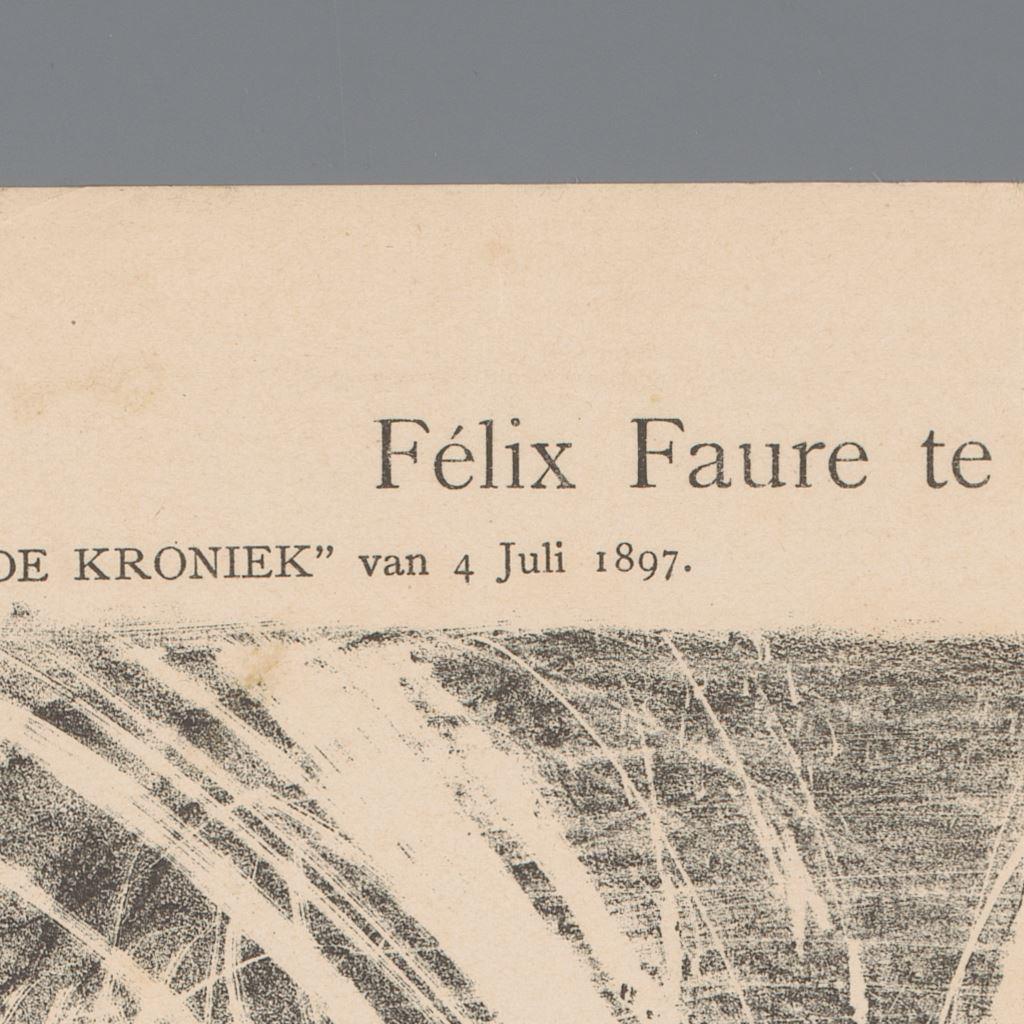 Félix Faure te
DE KRONIEK” van 4 Juli 1897.